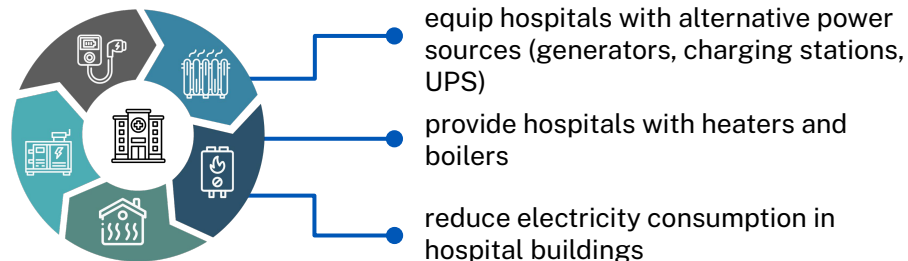 equip hospitals with alternative power
sources (generators, charging stations,
UPS)
provide hospitals with heaters and
boilers
reduce electricity consumption in
hospital buildings